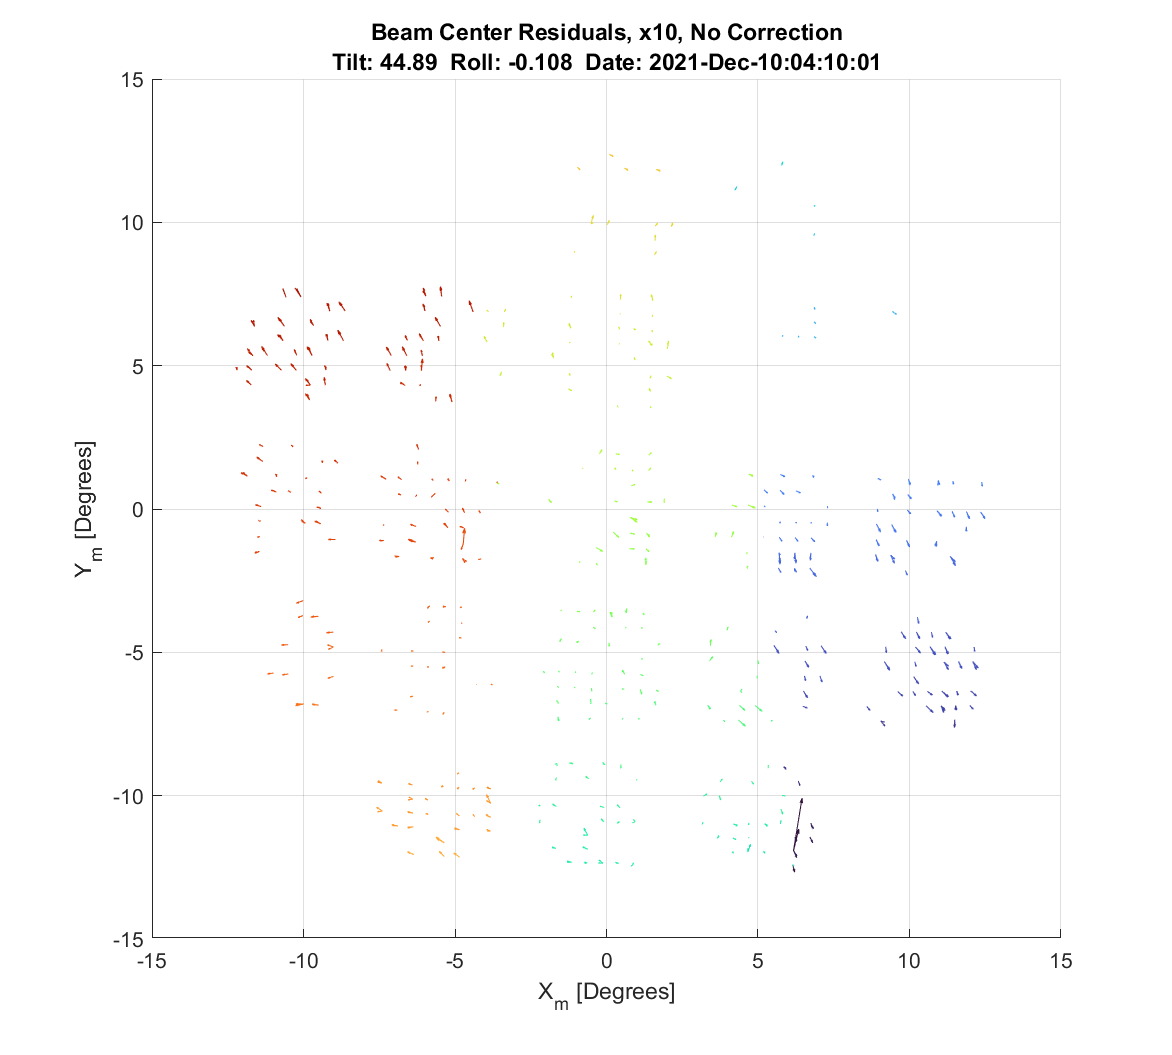 Beam Center Residuals, x10, No Correction
Tilt: 44.89 Roll: -0.108 Date: 2021-Dec-10:04:10:01
15
10
5
0
-5
-10
-15
Y_m [Degrees]
-15 -10 -5 0 5 10 15
X_m [Degrees]